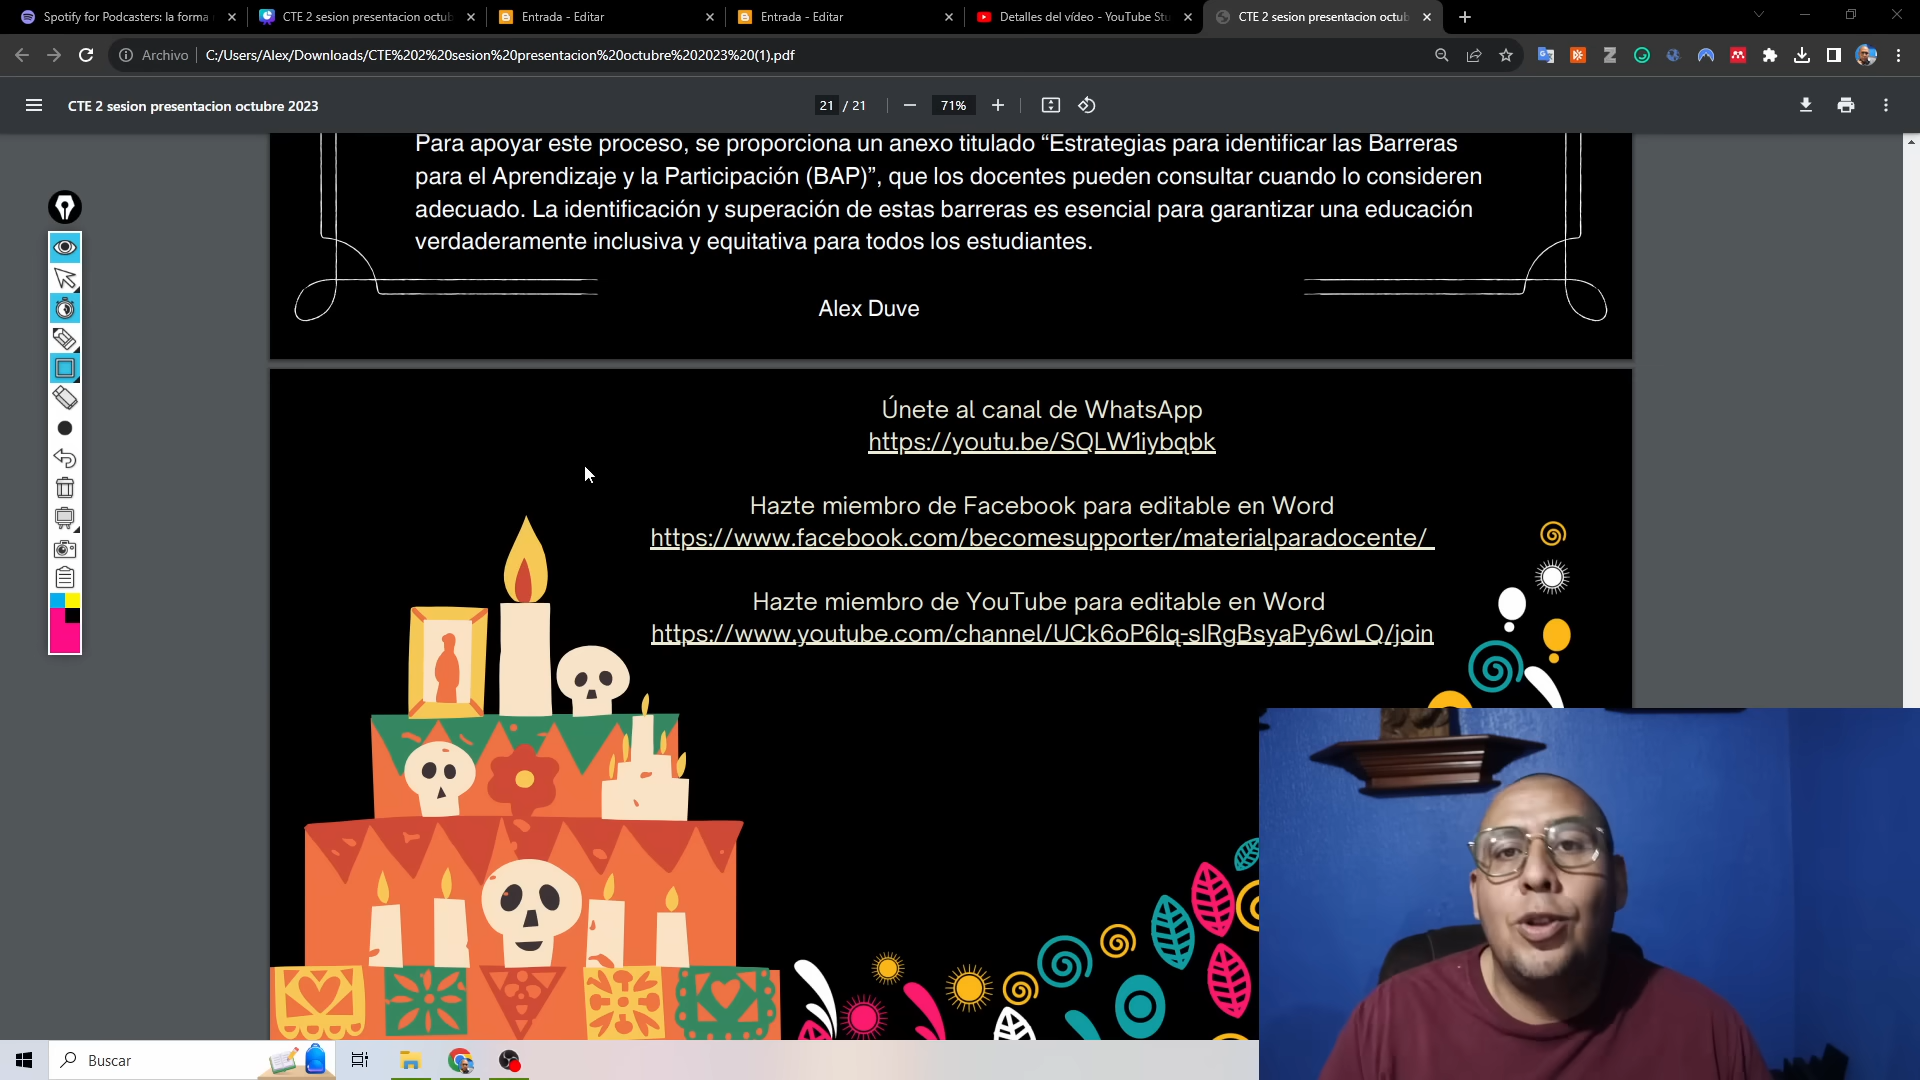 Spotify for Podcasters: la forma
CTE 2 sesion presentacion octub
Entrada - Editar
Entrada - Editar
Detalles del vídeo - YouTube Stu
CTE 2 sesion presentacion octub
Archivo
C:/Users/Alex/Downloads/CTE%202%20sesion%20presentacion%20octubre%202023%20(1).pdf
CTE 2 sesion presentacion octubre 2023
21 / 21
71%
Para apoyar este proceso, se proporciona un anexo titulado “Estrategias para identificar las Barreras
para el Aprendizaje y la Participación (BAP)”, que los docentes pueden consultar cuando lo consideren
adecuado. La identificación y superación de estas barreras es esencial para garantizar una educación
verdaderamente inclusiva y equitativa para todos los estudiantes.
Alex Duve
Únete al canal de WhatsApp
https://youtu.be/SQLW1iybqbk
Hazte miembro de Facebook para editable en Word
https://www.facebook.com/becomesupporter/materialparadocente/
Hazte miembro de YouTube para editable en Word
https://www.youtube.com/channel/UCk6oP6Iq-sIRgBsyaPy6wLQ/join
Buscar